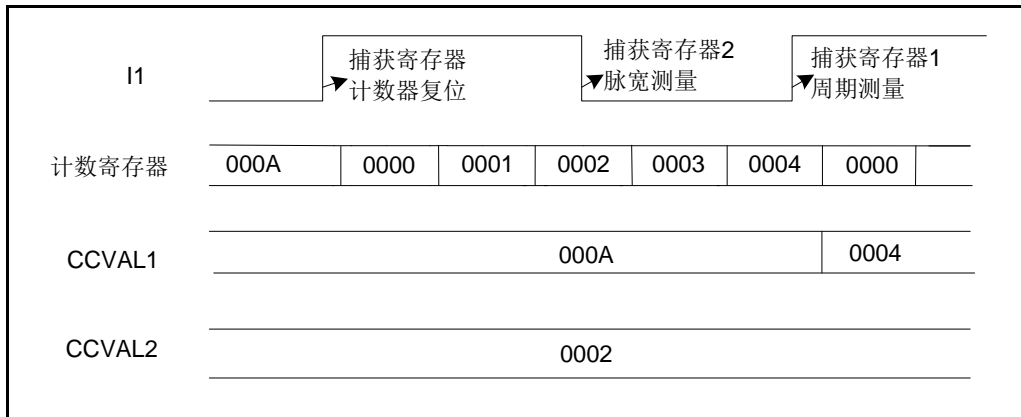 I1
捕获寄存器
计数器复位
捕获寄存器2
脉宽测量
捕获寄存器1
周期测量
计数寄存器 000A 0000 0001 0002 0003 0004 0000
CCVAL1 000A 0004
CCVAL2 0002